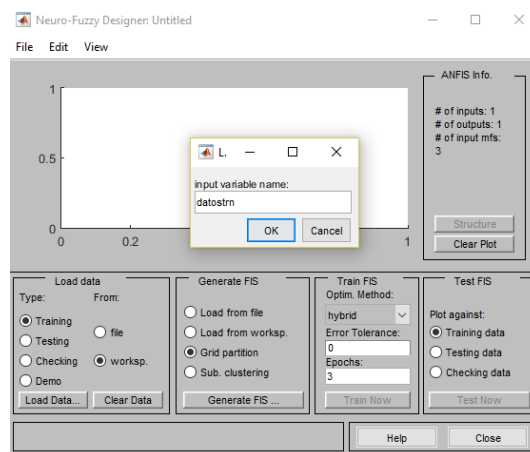 Neuro-Fuzzy Designer: Untitled
File Edit View
ANFIS Info.
# of inputs: 1
# of outputs: 1
# of input mfs:
3
Structure
Clear Plot
1
0.5
0
0 0.2 1
L.
input variable name:
datostrn
OK Cancel
Load data
Type: From:
Training
Testing
Checking
Demo
file
worksp.
Load Data... Clear Data
Generate FIS
Load from file
Load from worksp.
Grid partition
Sub. clustering
Generate FIS ...
Train FIS
Optim. Method:
hybrid
Error Tolerance:
0
Epochs:
3
Train Now
Test FIS
Plot against:
Training data
Testing data
Checking data
Test Now
Help Close